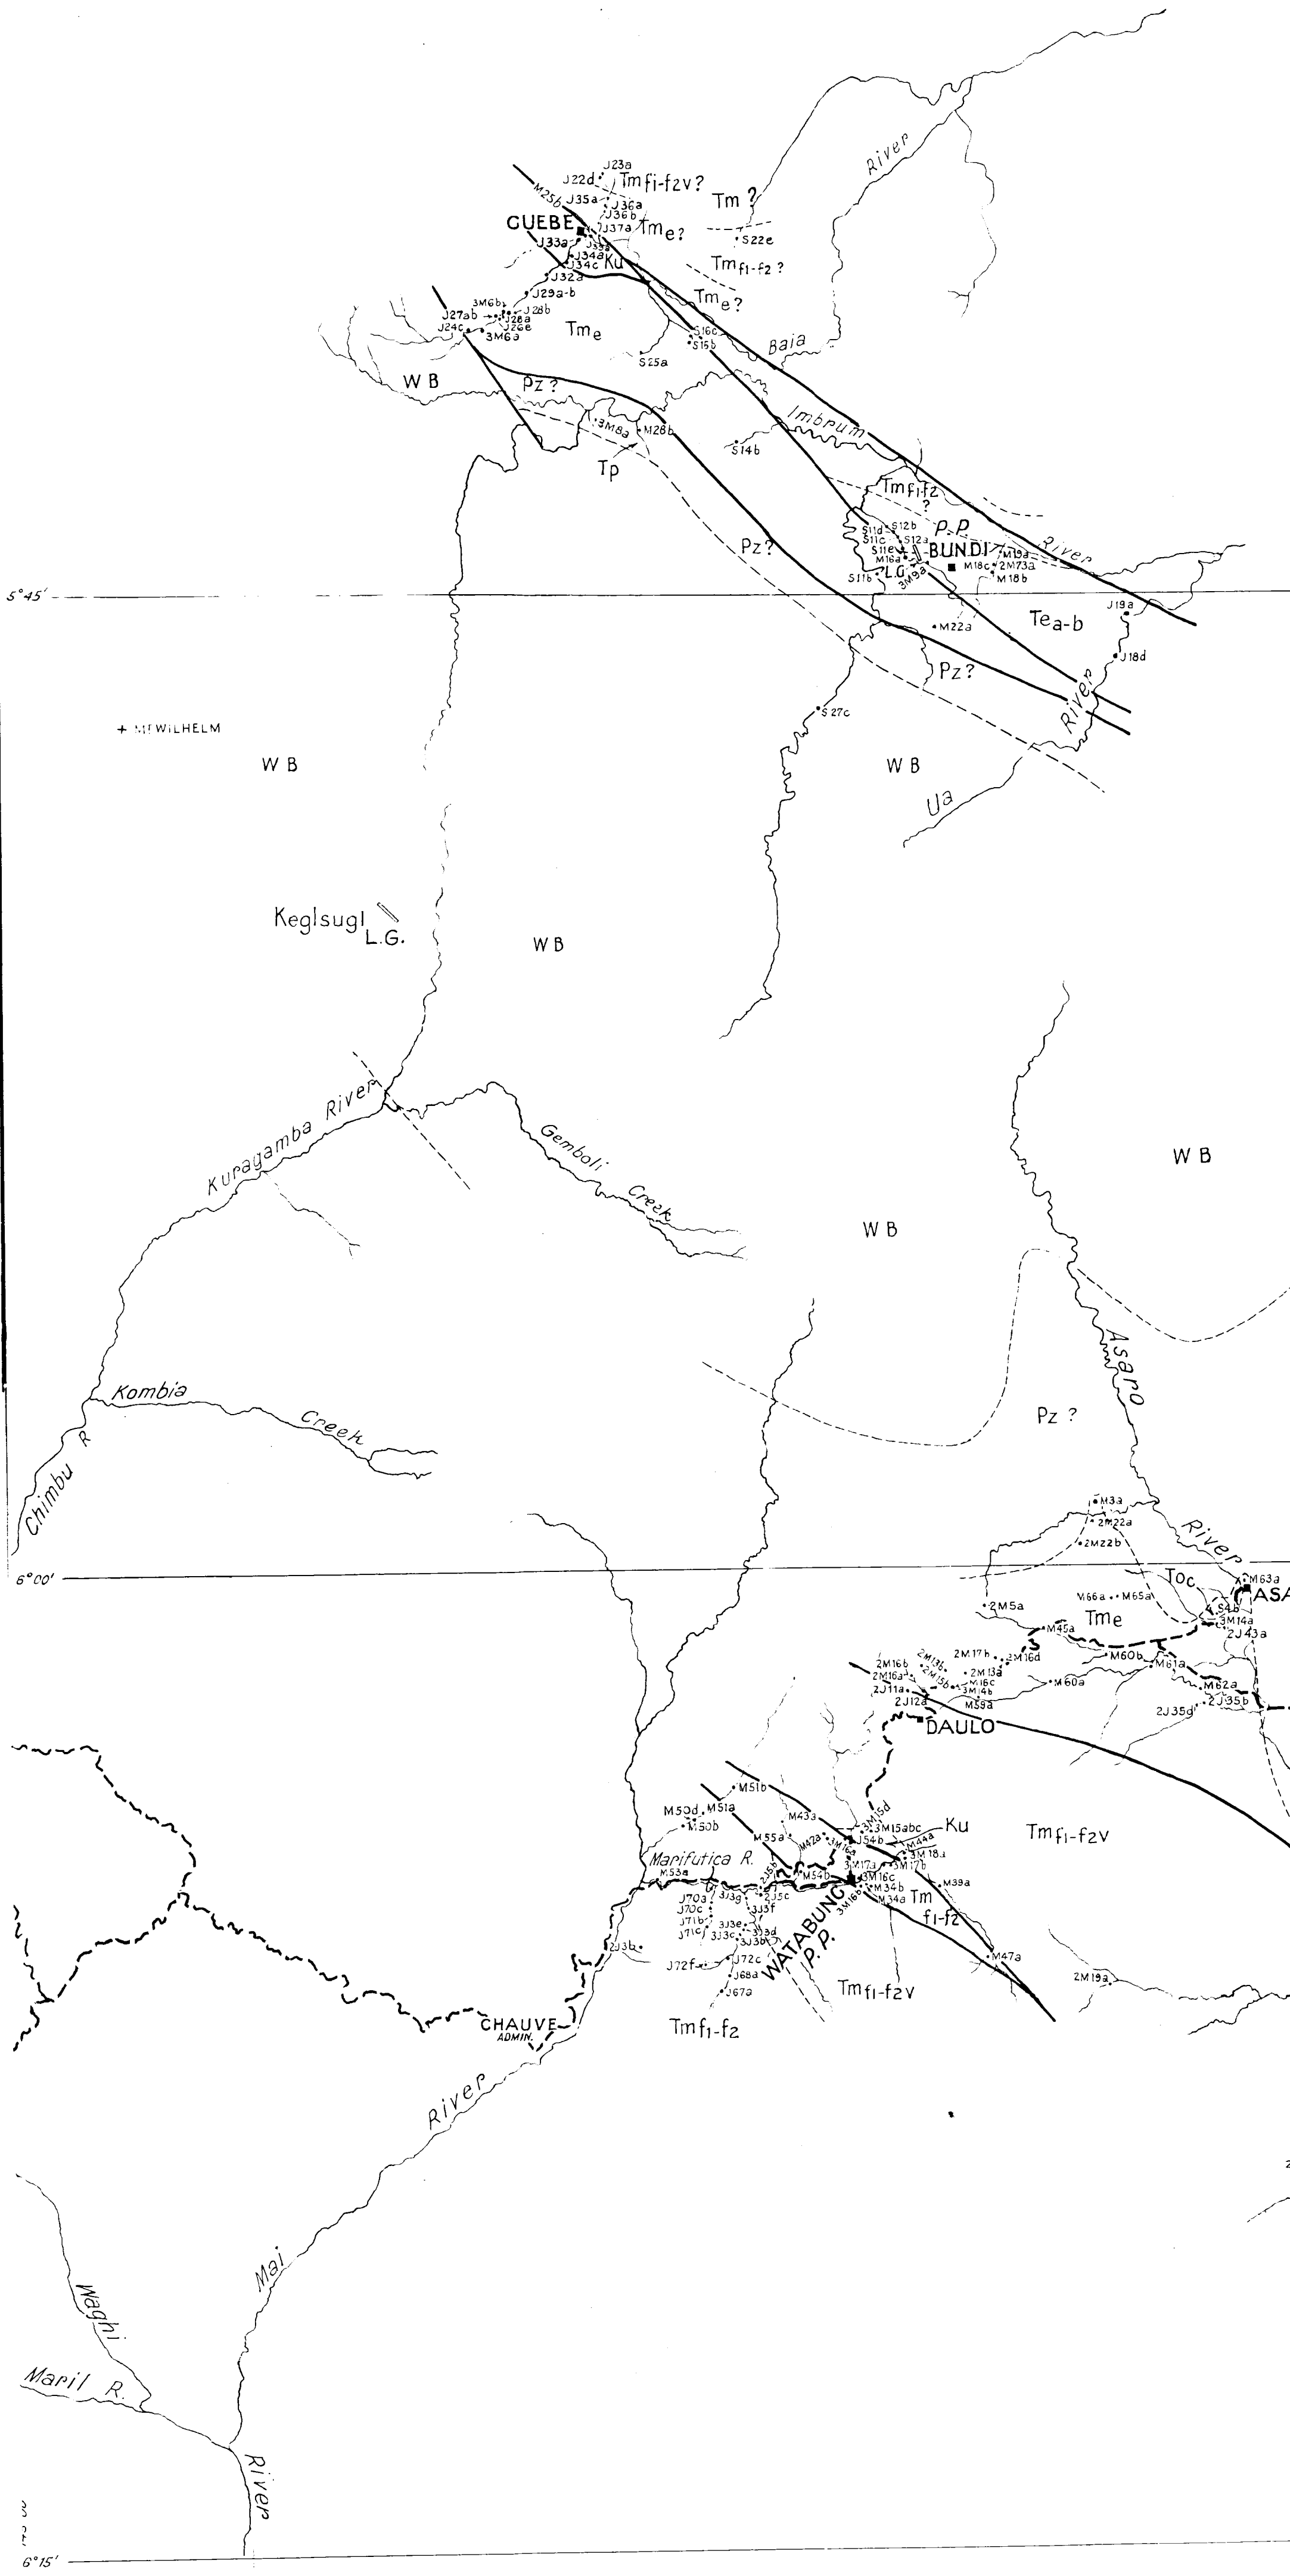 River
J23a
J22d
Tm f1-f2v?
M25b
J35a
J36a
Tm ?
J36b
GUEBE
J37a
Tme?
S22e
J33a
J34a
J34c
Ku
Tmf1-f2 ?
J32a
J29a-b
Tme?
3M6b
J28b
J27ab
J28a
J24c
J26e
3M6a
Tme
S16c
S16b
Baia
S25a
W B
Pz ?
Imbrum
3M8a
M28b
S14b
Tp
Tmf1-f2
?
S11d
S12b
P.P.
S11c
S12a
Pz?
S11e
BUNDI
M19a
River
M16a
M18c
2M73a
S11b
L.G.
3M9a
M18b
5°45'
J19a
M22a
Tea-b
J18d
Pz?
River
S27c
+ MT WILHELM
W B
W B
Ua
Keglsugl
L.G.
W B
Kuragamba River
Gemboli
Creek
W B
W B
Asaro
Kombia
Creek
Pz ?
R
Chimbu
M3a
2M22a
River
2M22b
6°00'
Toc
M63a
ASA
M66a
M65a
2M5a
Tme
S4b
3M14a
M45a
2J43a
2M17b
2M16d
2M16b
2M13b
M60b
M61a
2M16a
2M15b
2M13a
M16c
3M14b
M60a
2J11a
M62a
2J12a
M59a
2J35b
2J35d
DAULO
M51b
M50d
M51a
M43a
3M15d
M50b
3M15abc
Ku
M55a
M42a
3M16a
J54b
M44a
Tmf1-f2v
3M18a
Marifutica R.
2J5b
3M17a
3M17b
M53a
M54b
3M16c
M39a
M34b
Tm
J70a
3J3g
2J5c
3M16b
M34a
f1-f2
J70c
3J3f
J71b
3J3e
J71c
3J3c
3J3d
3J3b
WATABUNG
P.P.
2J3b
J72f
J72c
M47a
J68a
2M19a
J67a
Tmf1-f2v
CHAUVE
ADMIN.
Tmf1-f2
River
Mai
Waghi
Maril R.
River
6°15'